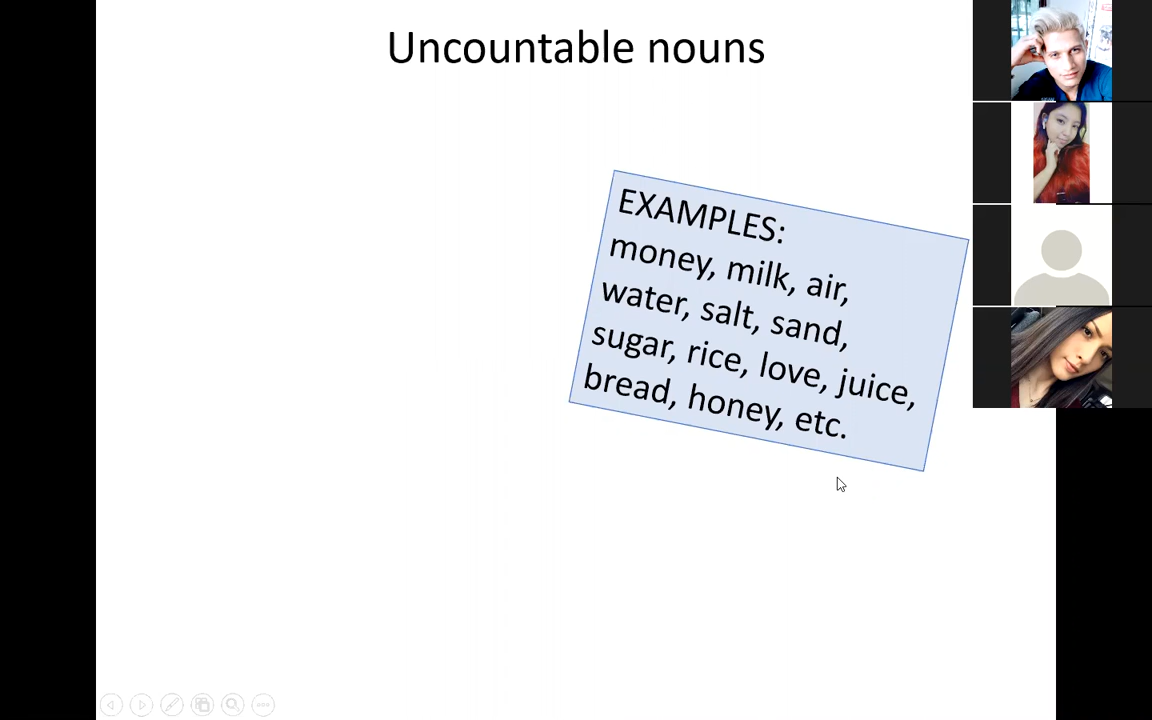 Uncountable nouns
EXAMPLES:
money, milk, air,
water, salt, sand,
sugar, rice, love, juice,
bread, honey, etc.